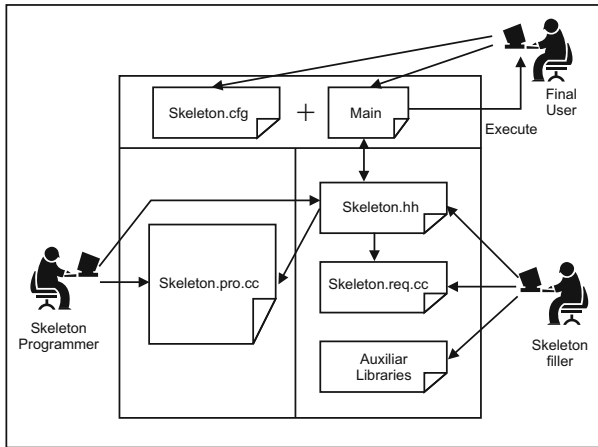 Skeleton.cfg
+
Main
Final
User
Execute
Skeleton.hh
Skeleton.pro.cc
Skeleton.req.cc
Skeleton
Programmer
Auxiliar
Libraries
Skeleton
filler